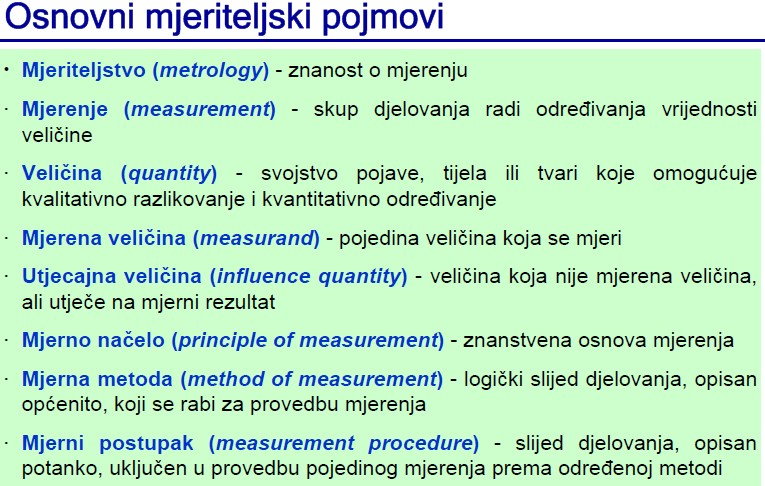 Osnovni mjeriteljski pojmovi
• Mjeriteljstvo (metrology) - znanost o mjerenju
· Mjerenje (measurement) - skup djelovanja radi određivanja vrijednosti
veličine
· Veličina (quantity) - svojstvo pojave, tijela ili tvari koje omogućuje
kvalitativno razlikovanje i kvantitativno određivanje
· Mjerena veličina (measurand) - pojedina veličina koja se mjeri
· Utjecajna veličina (influence quantity) - veličina koja nije mjerena veličina,
ali utječe na mjerni rezultat
· Mjerno načelo (principle of measurement) - znanstvena osnova mjerenja
· Mjerna metoda (method of measurement) - logički slijed djelovanja, opisan
općenito, koji se rabi za provedbu mjerenja
· Mjerni postupak (measurement procedure) - slijed djelovanja, opisan
potanko, uključen u provedbu pojedinog mjerenja prema određenoj metodi